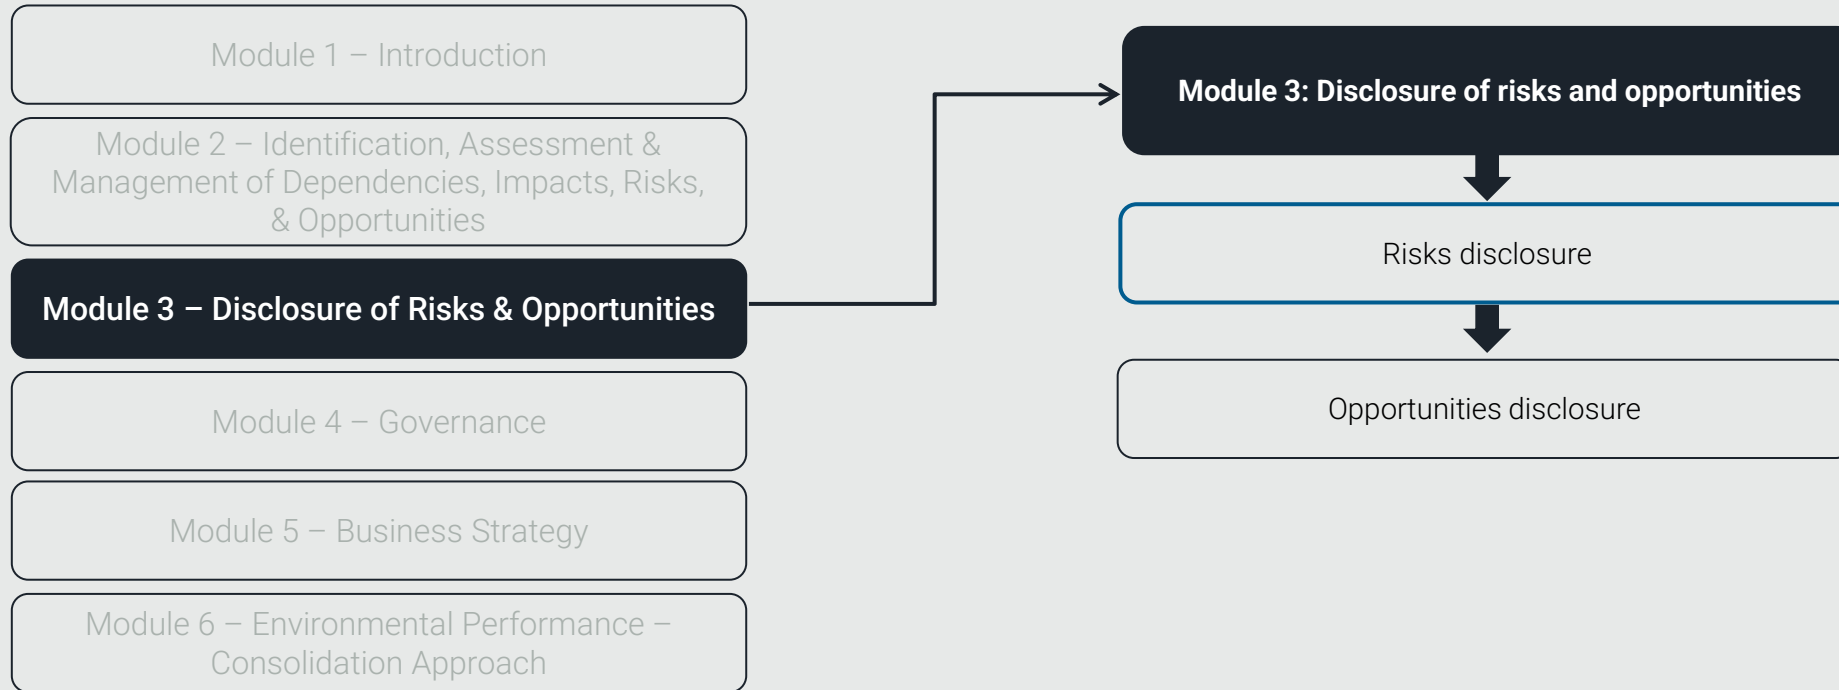 Module 1 – Introduction
Module 2 – Identification, Assessment &
Management of Dependencies, Impacts, Risks,
& Opportunities
Module 3 – Disclosure of Risks & Opportunities
Module 4 – Governance
Module 5 – Business Strategy
Module 6 – Environmental Performance –
Consolidation Approach
Module 3: Disclosure of risks and opportunities
Risks disclosure
Opportunities disclosure